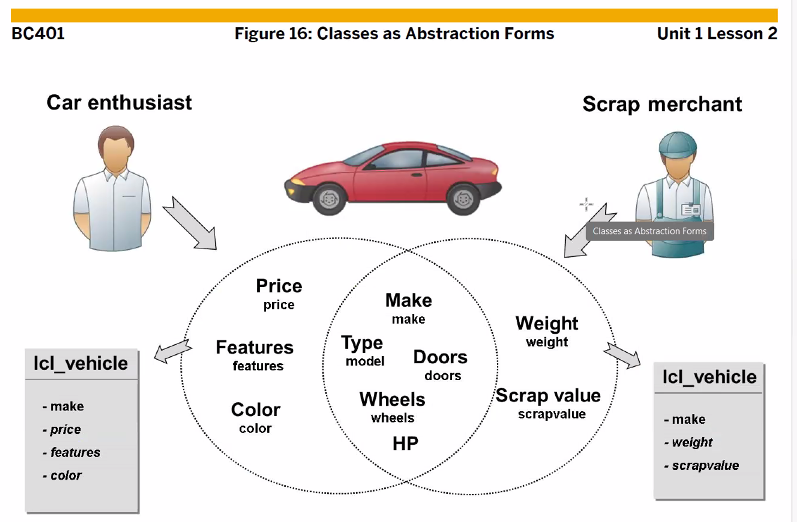 BC401
Figure 16: Classes as Abstraction Forms
Unit 1 Lesson 2
Car enthusiast
Scrap merchant
Classes as Abstraction Forms
Price
price
Features
features
Color
color
Make
make
Type
model
Doors
doors
Wheels
wheels
HP
Weight
weight
Scrap value
scrapvalue
lcl_vehicle
- make
- price
- features
- color
lcl_vehicle
- make
- weight
- scrapvalue